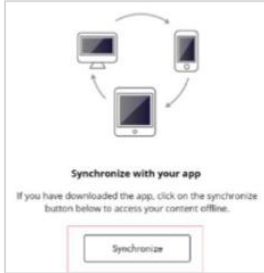 Synchronize with your app
If you have downloaded the app, click on the synchronize
button below to access your content offline.
Synchronize